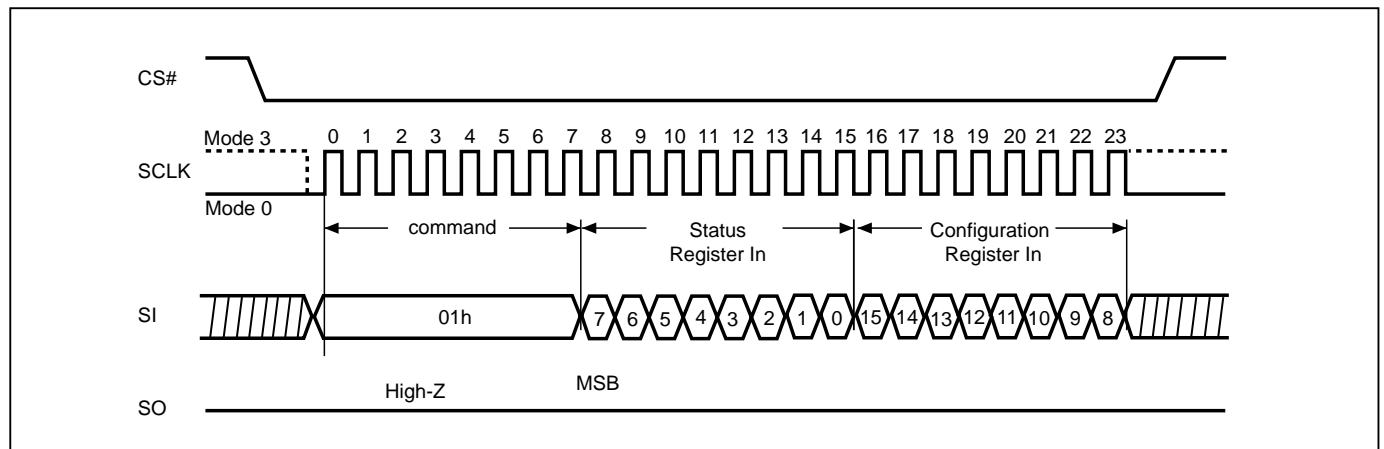 CS#
Mode 3
0 1 2 3 4 5 6 7 8 9 10 11 12 13 14 15 16 17 18 19 20 21 22 23
SCLK
Mode 0
command
Status
Register In
Configuration
Register In
SI
01h
7 6 5 4 3 2 1 0 15 14 13 12 11 10 9 8
High-Z
MSB
SO